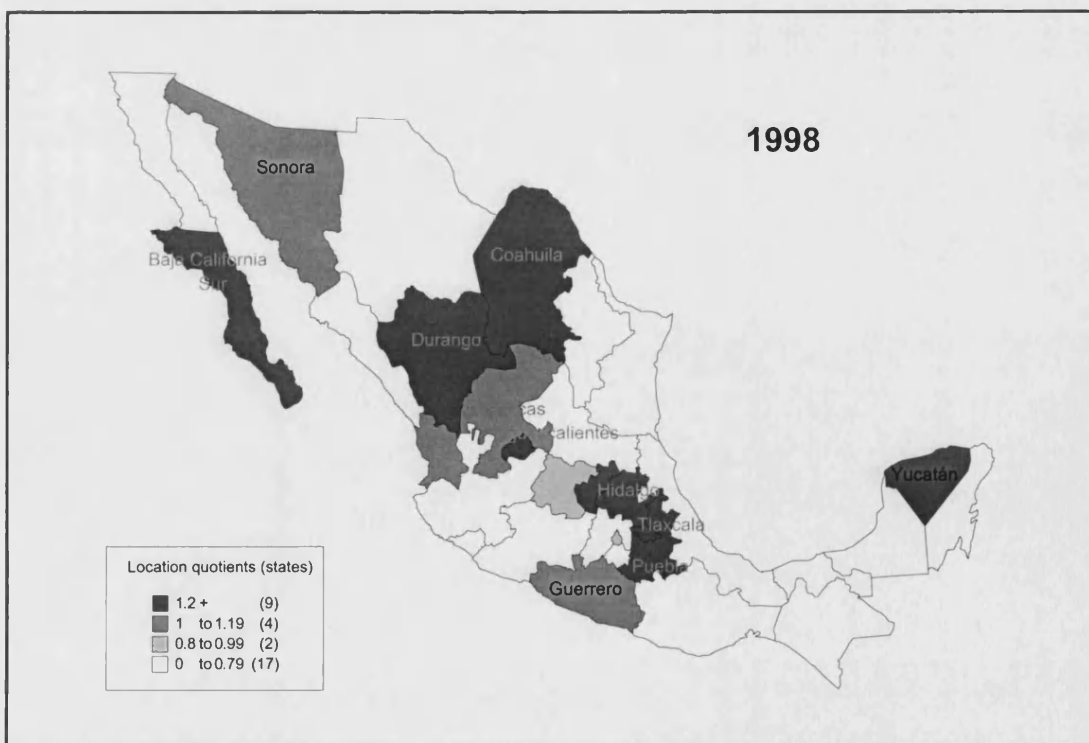 1998
Sonora
Baja California
Sur
Coahuila
Durango
Hidalgo
Tlaxcala
Puebla
Yucatán
Guerrero
Location quotients (states)
1.2 + (9)
1 to 1.19 (4)
0.8 to 0.99 (2)
0 to 0.79 (17)